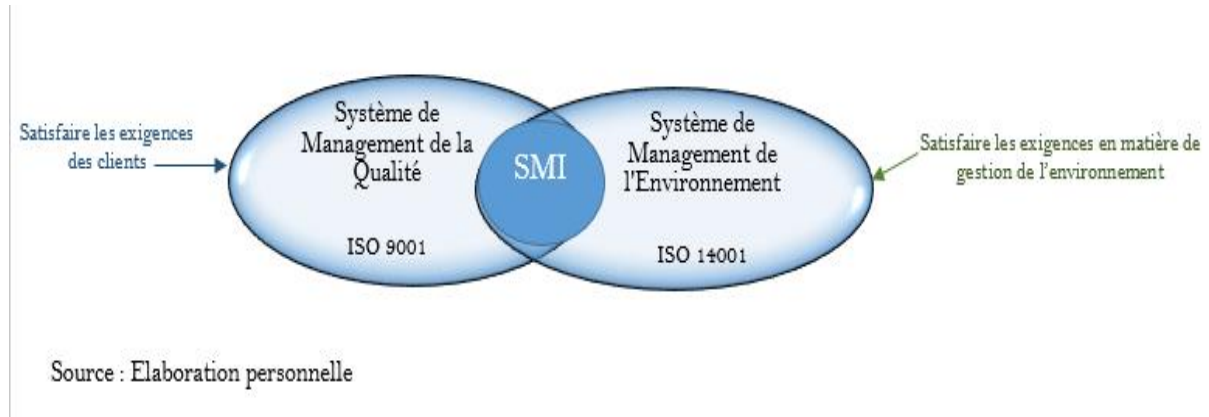 Satisfaire les exigences
des clients
Système de
Management de la
Qualité
ISO 9001
SMI
Système de
Management de
l'Environnement
ISO 14001
Satisfaire les exigences en matière de
gestion de l'environnement
Source : Elaboration personnelle